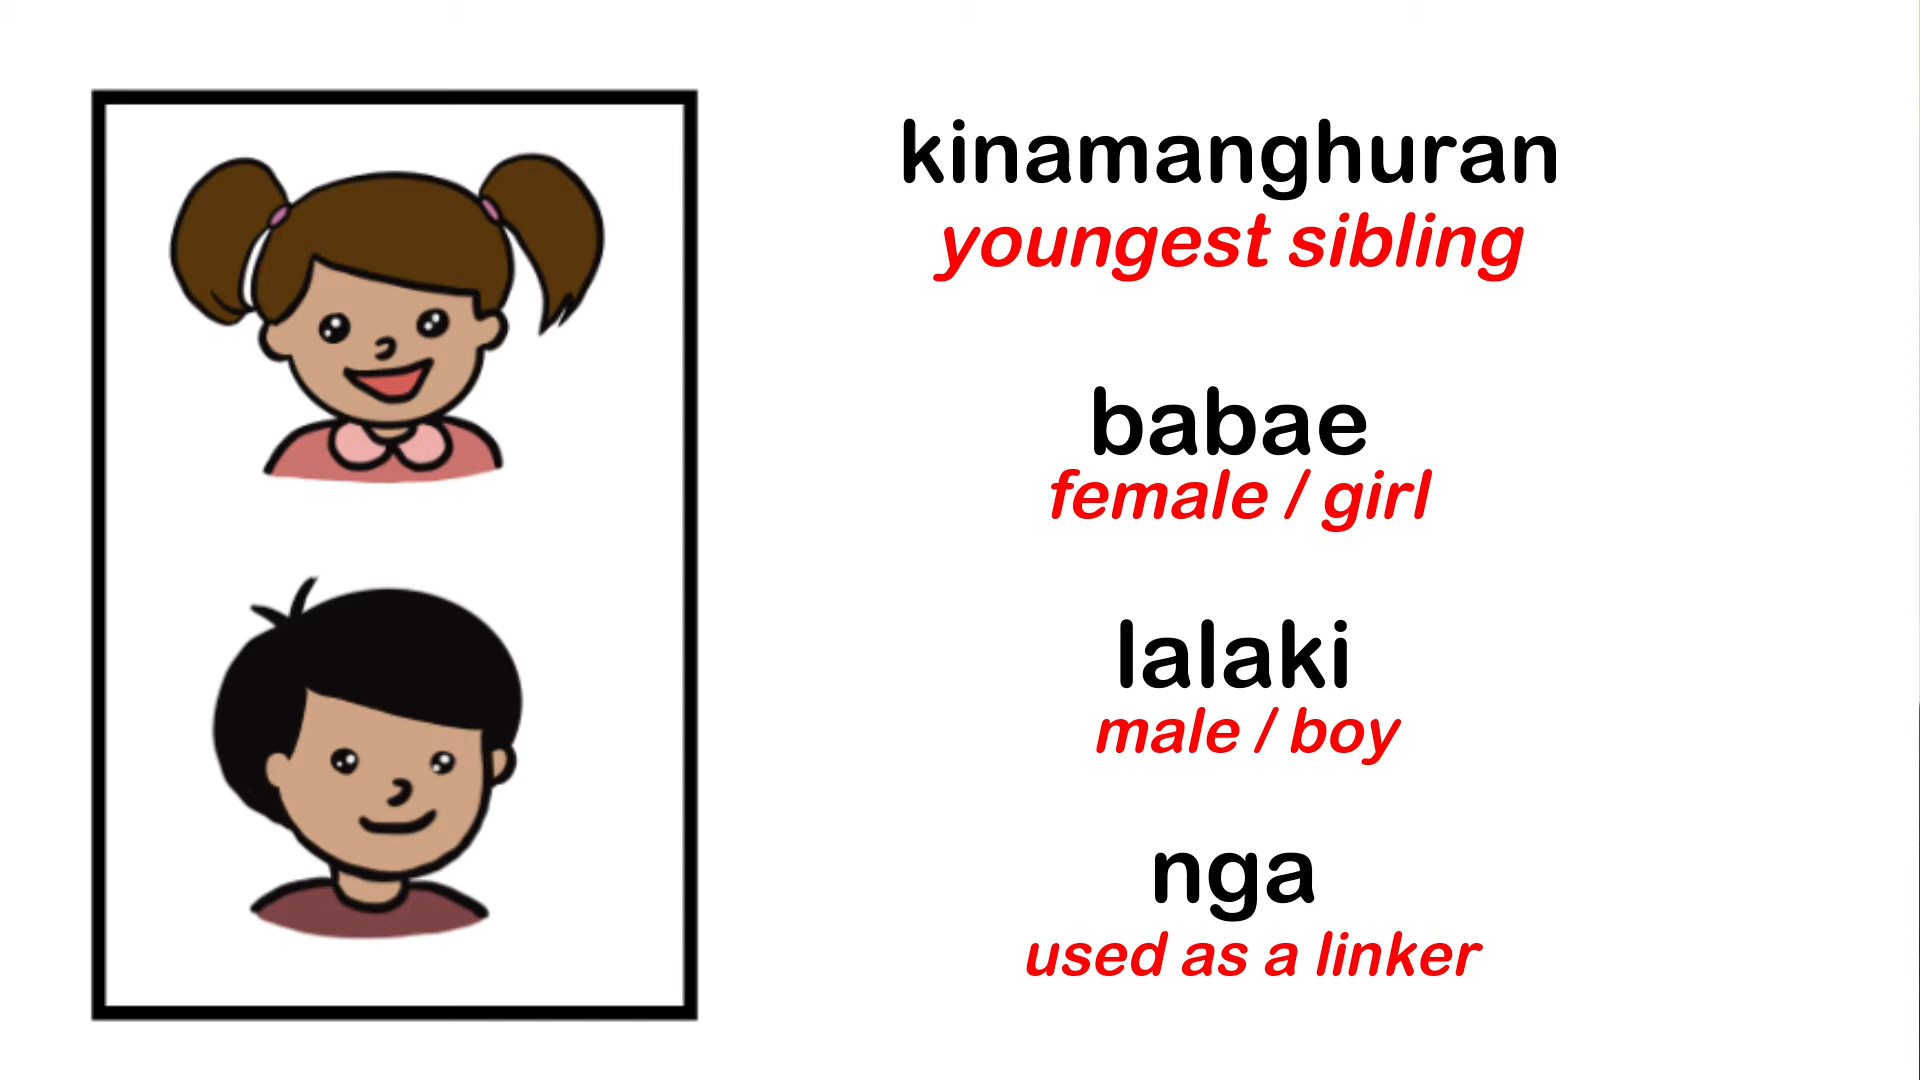 kinamanghuran
youngest sibling
babae
female / girl
lalaki
male / boy
nga
used as a linker